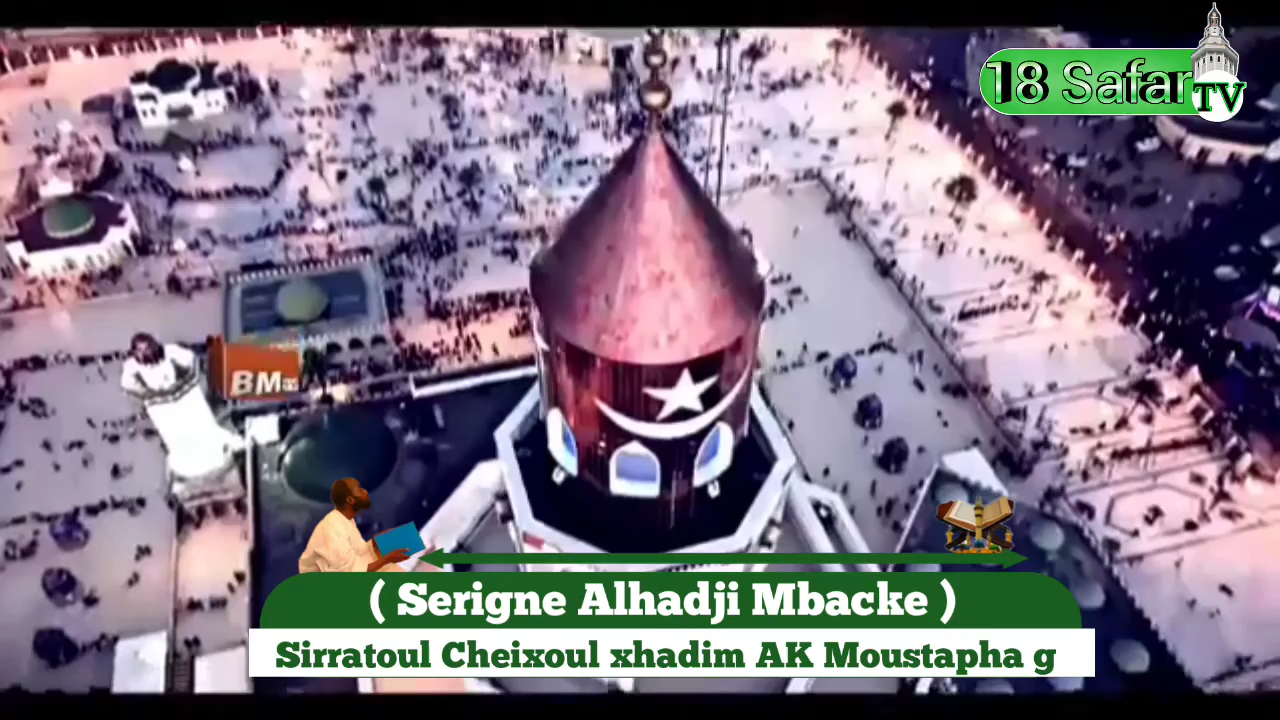 18 Safar TV
BM
( Serigne Alhadji Mbacke )
Sirratoul Cheixoul xhadim AK Moustapha g